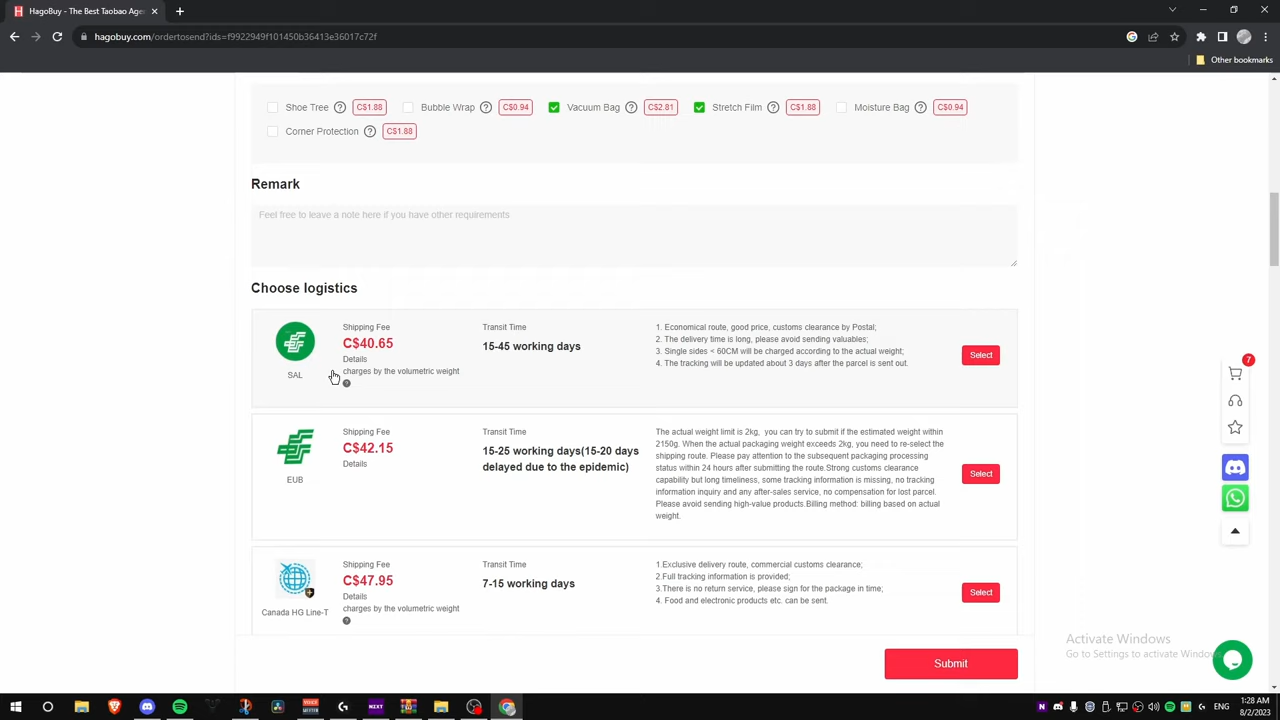 HagoBuy - The Best Taobao Age
hagobuy.com/ordertosend?ids=f9922949f101450b36413e36017c72f
Other bookmarks
Shoe Tree ? C$1.88 Bubble Wrap ? C$0.94 Vacuum Bag ? C$2.81 Stretch Film ? C$1.88 Moisture Bag ? C$0.94
Corner Protection ? C$1.88
Remark
Feel free to leave a note here if you have other requirements
Choose logistics
SAL
Shipping Fee
C$40.65
Details
charges by the volumetric weight
?
Transit Time
15-45 working days
1. Economical route, good price, customs clearance by Postal;
2. The delivery time is long, please avoid sending valuables;
3. Single sides < 60CM will be charged according to the actual weight;
4. The tracking will be updated about 3 days after the parcel is sent out.
Select
EUB
Shipping Fee
C$42.15
Details
Transit Time
15-25 working days(15-20 days
delayed due to the epidemic)
The actual weight limit is 2kg, you can try to submit if the estimated weight within
2150g. When the actual packaging weight exceeds 2kg, you need to re-select the
shipping route. Please pay attention to the subsequent packaging processing
status within 24 hours after submitting the route.Strong customs clearance
capability but long timeliness, some tracking information is missing, no tracking
information inquiry and any after-sales service, no compensation for lost parcel.
Please avoid sending high-value products.Billing method: billing based on actual
weight.
Select
Canada HG Line-T
Shipping Fee
C$47.95
Details
charges by the volumetric weight
?
Transit Time
7-15 working days
1.Exclusive delivery route, commercial customs clearance;
2.Full tracking information is provided;
3.There is no return service, please sign for the package in time;
4. Food and electronic products etc. can be sent.
Select
7
Submit
Activate Windows
Go to Settings to activate Windows
NZXT
ENG
1:28 AM
8/2/2023